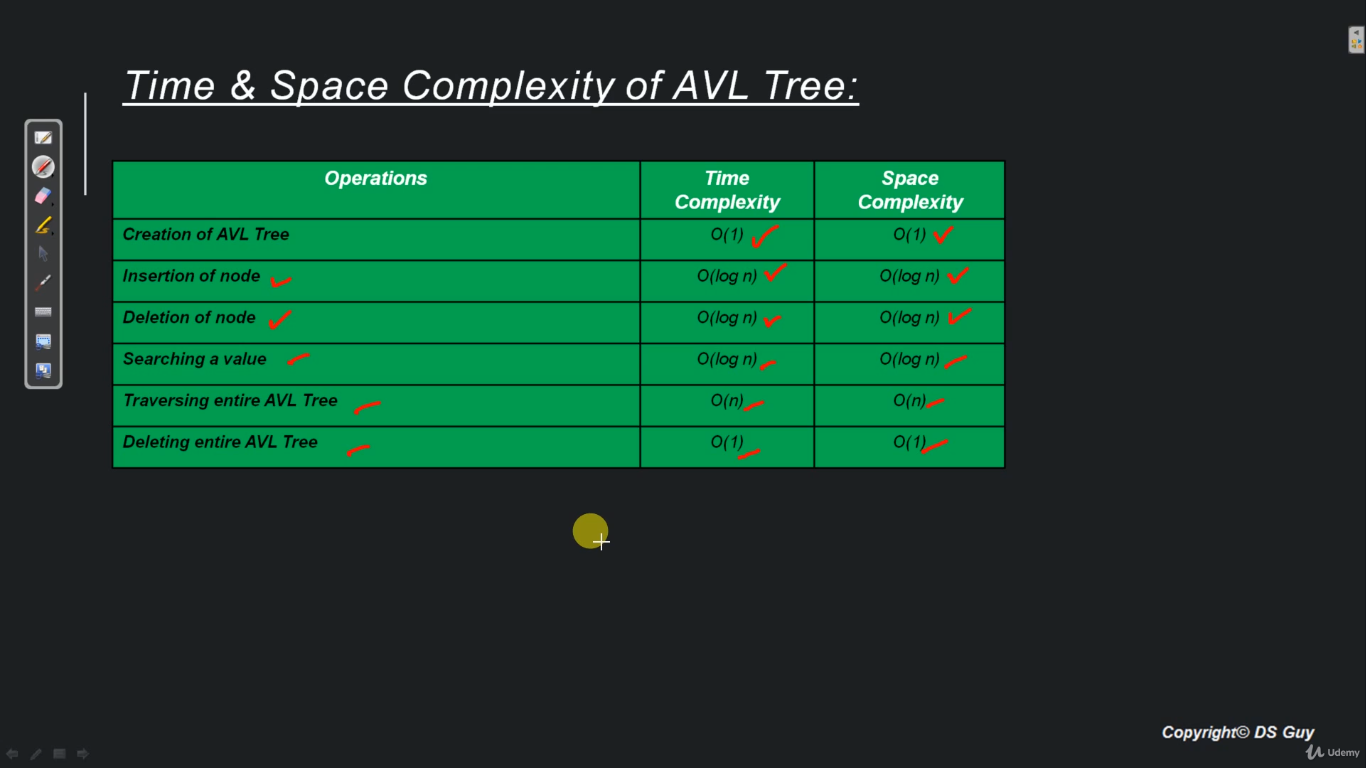 Time & Space Complexity of AVL Tree:
Operations
Time
Complexity
Space
Complexity
Creation of AVL Tree
O(1)
O(1)
Insertion of node
O(log n)
O(log n)
Deletion of node
O(log n)
O(log n)
Searching a value
O(log n)
O(log n)
Traversing entire AVL Tree
O(n)
O(n)
Deleting entire AVL Tree
O(1)
O(1)
Copyright© DS Guy
Udemy